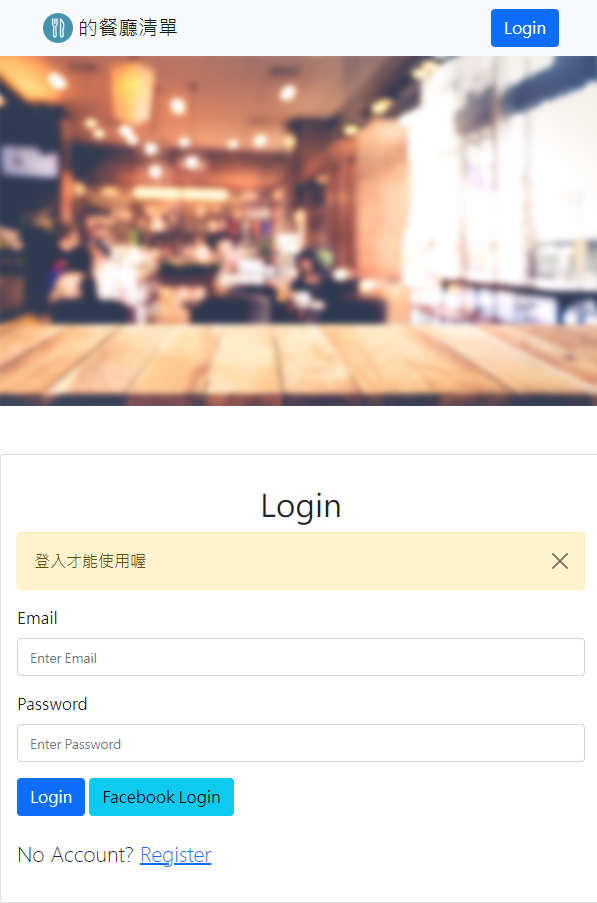 的餐廳清單
Login
Login
登入才能使用喔
Email
Enter Email
Password
Enter Password
Login Facebook Login
No Account? Register